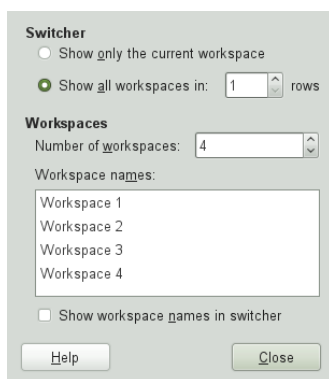 Switcher
Show only the current workspace
Show all workspaces in: 1 rows
Workspaces
Number of workspaces: 4
Workspace names:
Workspace 1
Workspace 2
Workspace 3
Workspace 4
Show workspace names in switcher
Help Close